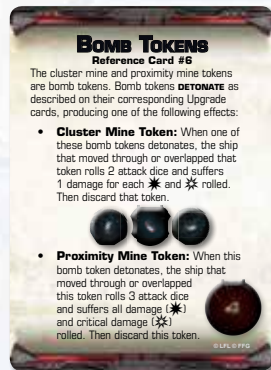 BOMB TOKENS
Reference Card #6
The cluster mine and proximity mine tokens
are bomb tokens. Bomb tokens DETONATE as
described on their corresponding Upgrade
cards, producing one of the following effects:
• Cluster Mine Token: When one of
these bomb tokens detonates, the ship
that moved through or overlapped that
token rolls 2 attack dice and suffers
1 damage for each and rolled.
Then discard that token.
• Proximity Mine Token: When this
bomb token detonates, the ship that
moved through or overlapped
this token rolls 3 attack dice
and suffers all damage ( )
and critical damage ( )
rolled. Then discard this token.
© LFL © FFG